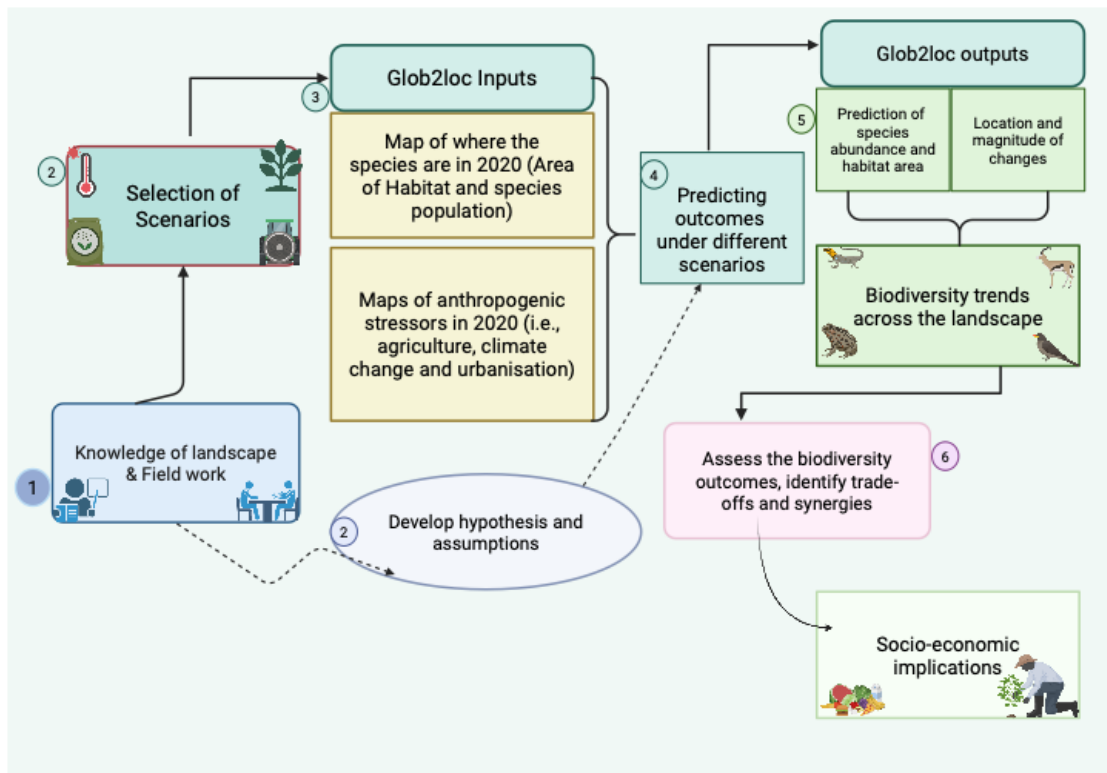 1
Knowledge of landscape
& Field work
2
Selection of
Scenarios
2
Develop hypothesis and
assumptions
3
Glob2loc Inputs
Map of where the
species are in 2020 (Area
of Habitat and species
population)
Maps of anthropogenic
stressors in 2020 (i.e.,
agriculture, climate
change and urbanisation)
4
Predicting
outcomes
under different
scenarios
Glob2loc outputs
5
Prediction of
species
abundance and
habitat area
Location and
magnitude of
changes
Biodiversity trends
across the landscape
6
Assess the biodiversity
outcomes, identify trade-
offs and synergies
Socio-economic
implications